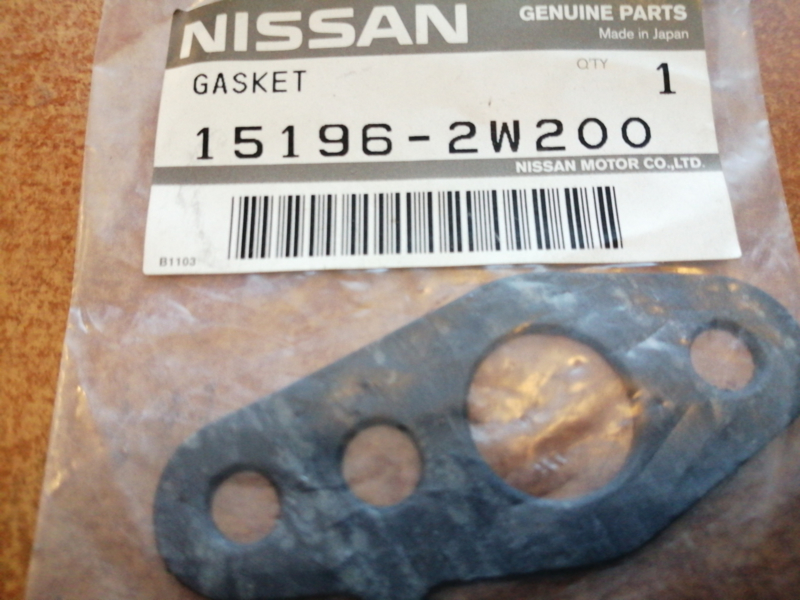 NISSAN
GENUINE PARTS
Made in Japan
GASKET
Q'TY
1
15196-2W200
NISSAN MOTOR CO.,LTD.
B1103